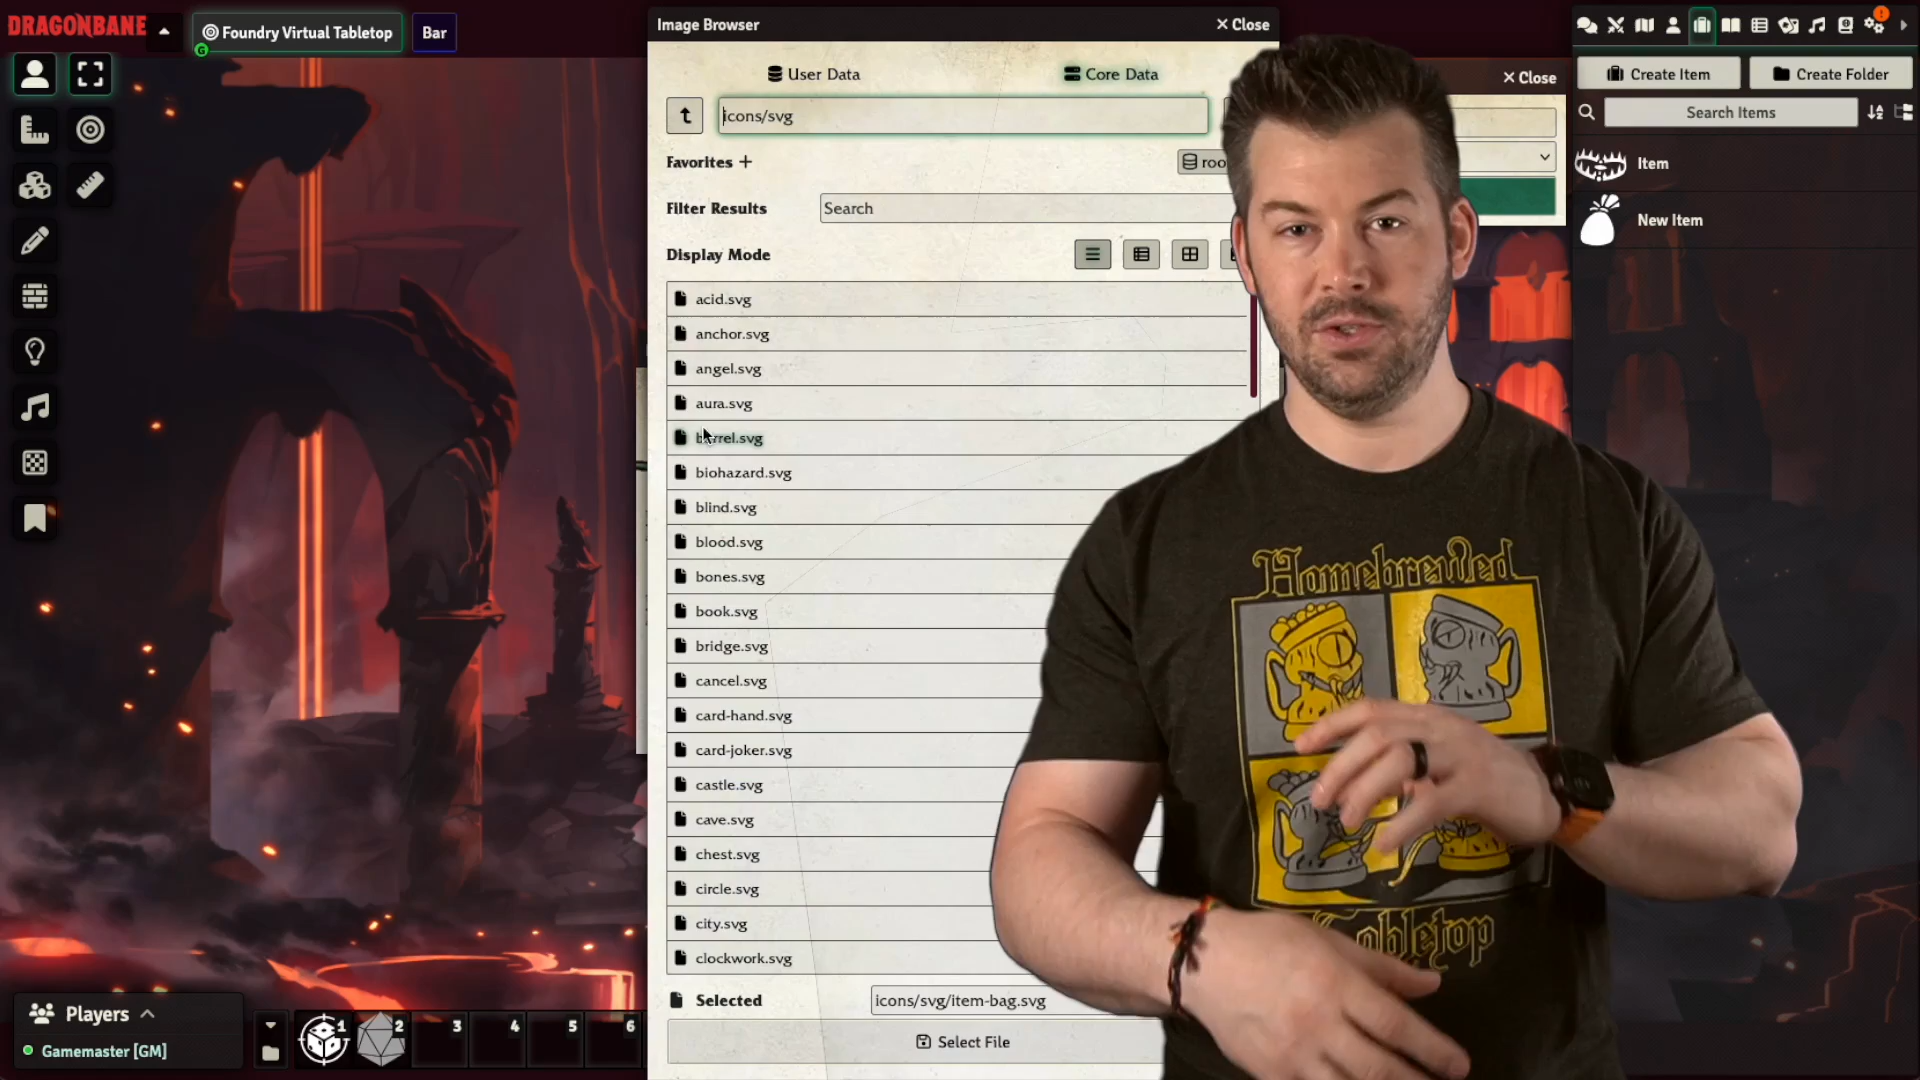 DRAGONBANE
Foundry Virtual Tabletop
G
Bar
Image Browser
Close
User Data
Core Data
icons/svg
Favorites +
Filter Results
Search
Display Mode
acid.svg
anchor.svg
angel.svg
aura.svg
barrel.svg
biohazard.svg
blind.svg
blood.svg
bones.svg
book.svg
bridge.svg
cancel.svg
card-hand.svg
card-joker.svg
castle.svg
cave.svg
chest.svg
circle.svg
city.svg
clockwork.svg
Selected
icons/svg/item-bag.svg
Select File
Close
Create Item
Create Folder
Search Items
Item
New Item
Homebrewed
Tabletop
Players
Gamemaster [GM]
1
2
3
4
5
6